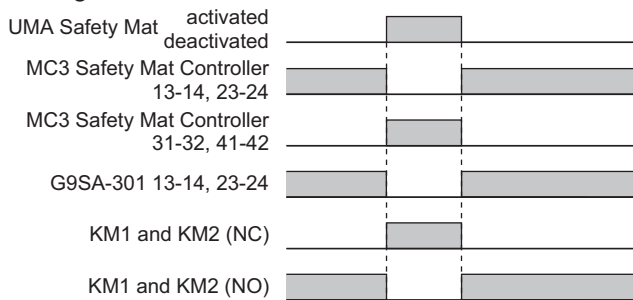 UMA Safety Mat activated
deactivated
MC3 Safety Mat Controller
13-14, 23-24
MC3 Safety Mat Controller
31-32, 41-42
G9SA-301 13-14, 23-24
KM1 and KM2 (NC)
KM1 and KM2 (NO)